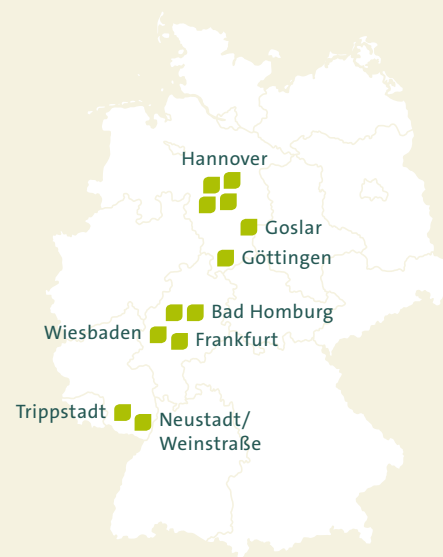 Hannover
Goslar
Göttingen
Bad Homburg
Wiesbaden
Frankfurt
Trippstadt
Neustadt/
Weinstraße